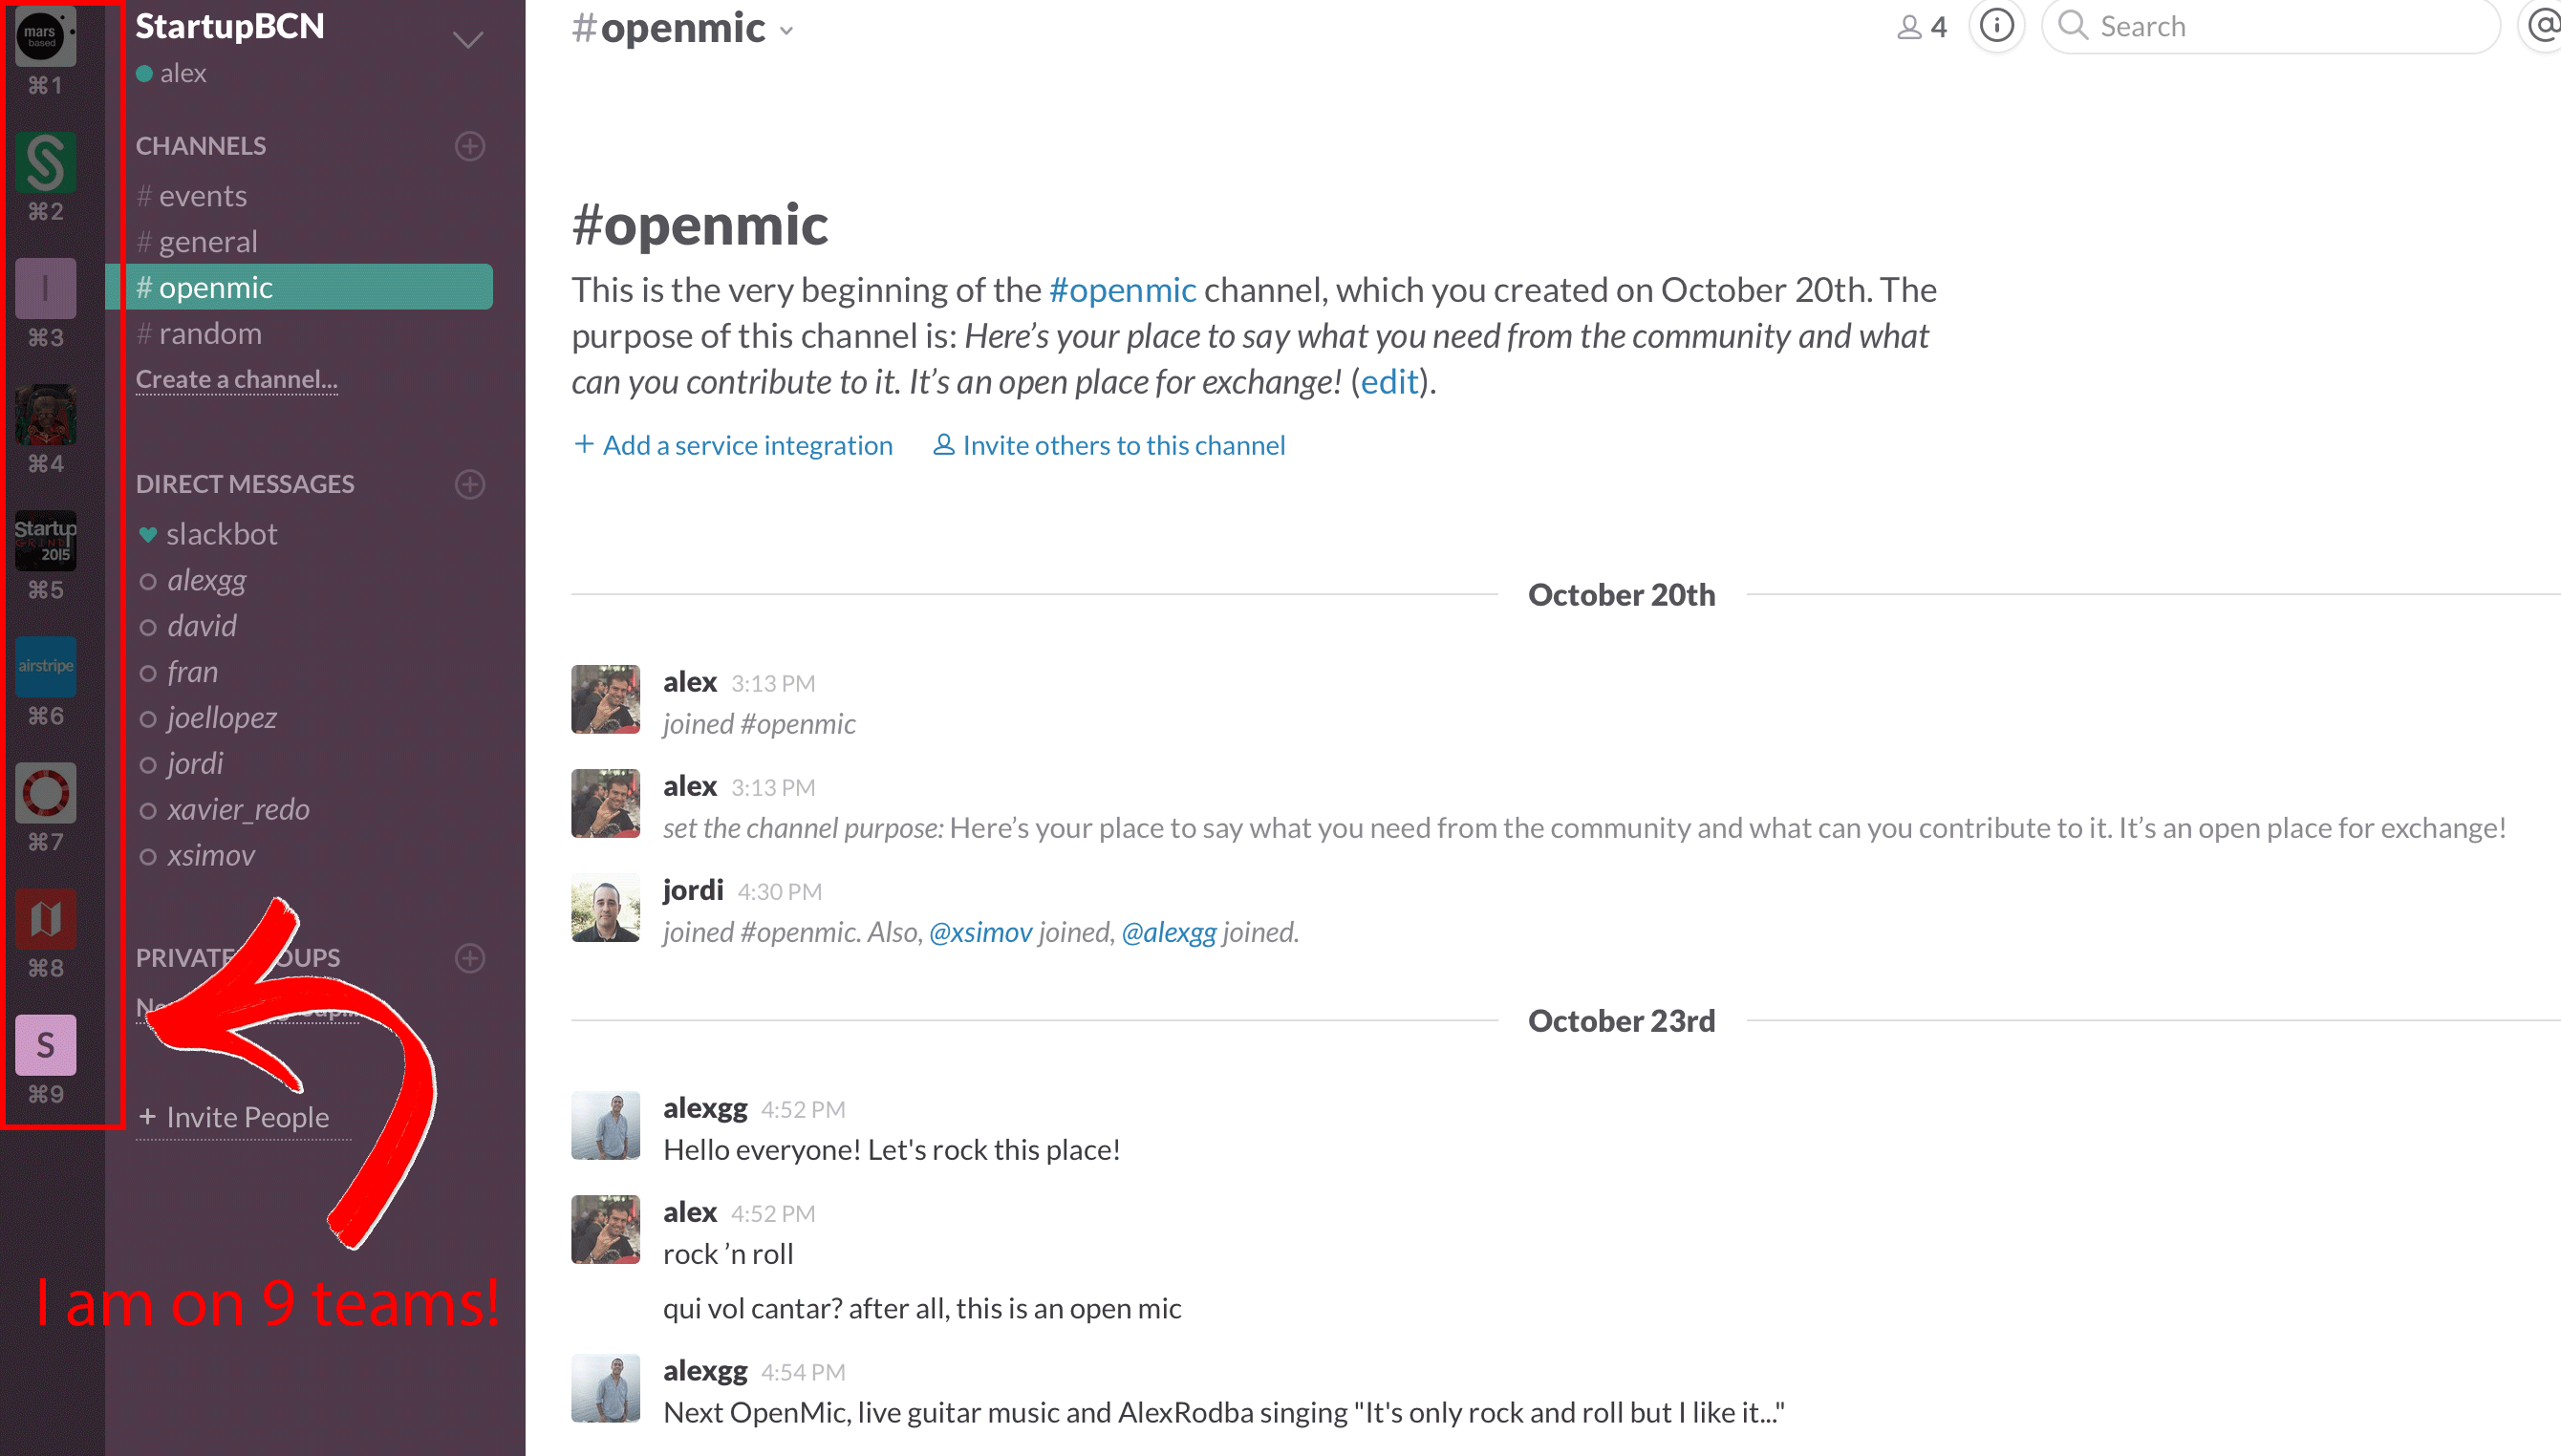 mars
based
⌘1
⌘2
I
⌘3
⌘4
Startup
GRIND
2015
⌘5
airstripe
⌘6
⌘7
⌘8
S
⌘9
StartupBCN
alex
CHANNELS
# events
# general
# openmic
# random
Create a channel...
DIRECT MESSAGES
slackbot
alexgg
david
fran
joellopez
jordi
xavier_redo
xsimov
PRIVATE OUPS
+ Invite People
I am on 9 teams!
#openmic
4
Search
@
#openmic
This is the very beginning of the #openmic channel, which you created on October 20th. The
purpose of this channel is: Here’s your place to say what you need from the community and what
can you contribute to it. It’s an open place for exchange! (edit).
+ Add a service integration Invite others to this channel
October 20th
alex 3:13 PM
joined #openmic
alex 3:13 PM
set the channel purpose: Here’s your place to say what you need from the community and what can you contribute to it. It’s an open place for exchange!
jordi 4:30 PM
joined #openmic. Also, @xsimov joined, @alexgg joined.
October 23rd
alexgg 4:52 PM
Hello everyone! Let's rock this place!
alex 4:52 PM
rock ’n roll
qui vol cantar? after all, this is an open mic
alexgg 4:54 PM
Next OpenMic, live guitar music and AlexRodba singing "It's only rock and roll but I like it..."